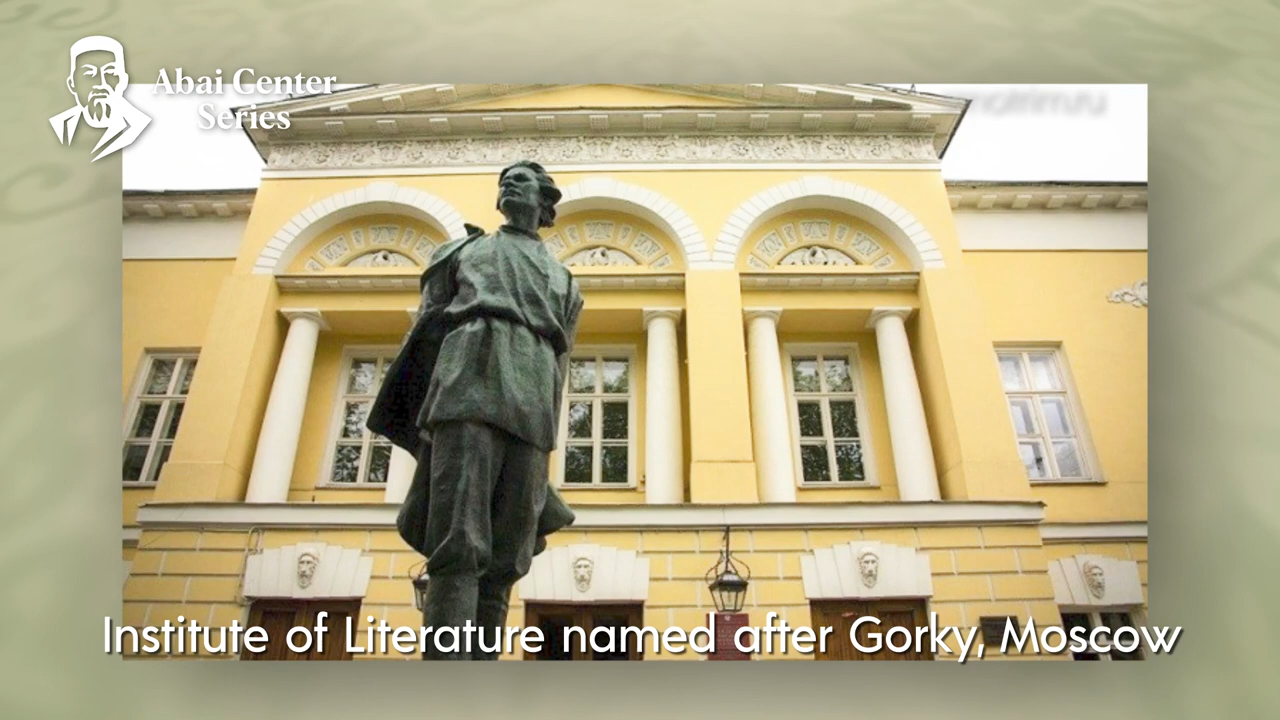 Abai Center
Series
Institute of Literature named after Gorky, Moscow